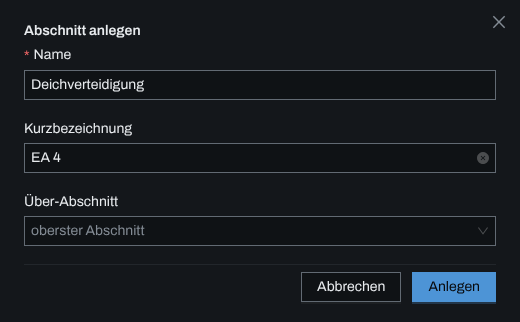 Abschnitt anlegen
* Name
Deichverteidigung
Kurzbezeichnung
EA 4
Über-Abschnitt
oberster Abschnitt
Abbrechen
Anlegen